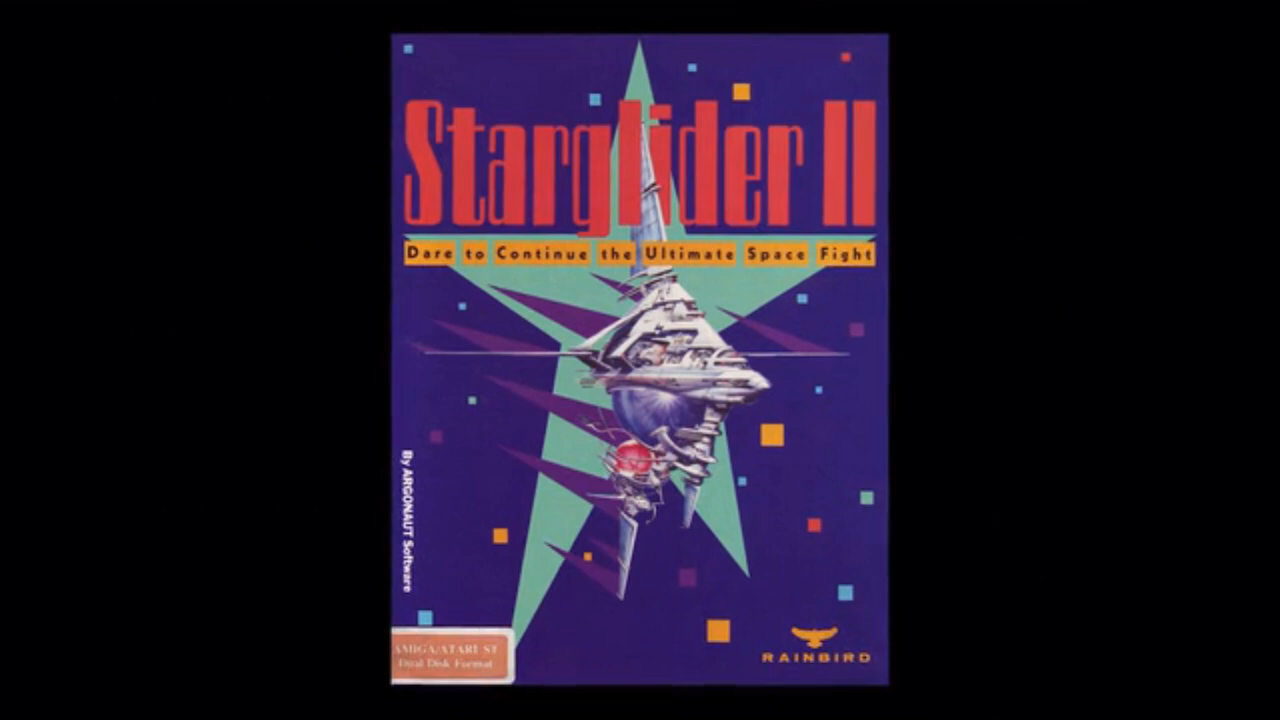 Starglider II
Dare to Continue the Ultimate Space Fight
By ARGONAUT Software
AMIGA/ATARI ST
Dual Disk Format
RAINBIRD